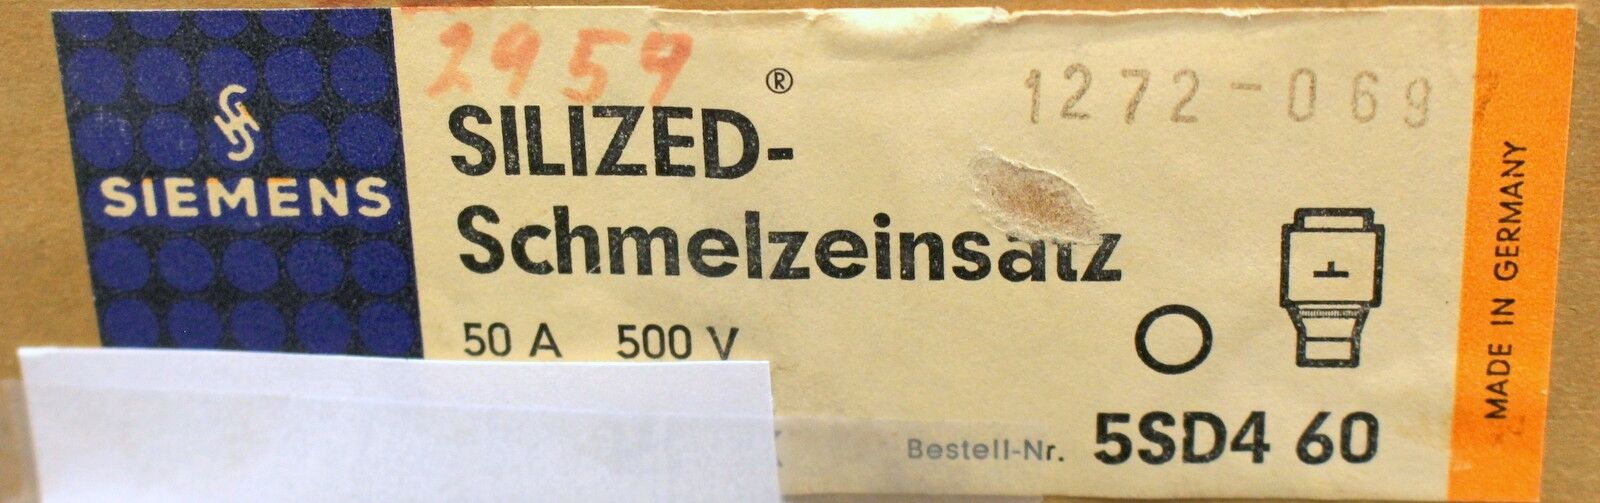 2959
SIEMENS
SILIZED-®
1272-069
Schmelzeinsatz
50 A 500 V
Bestell-Nr. 5SD4 60
MADE IN GERMANY